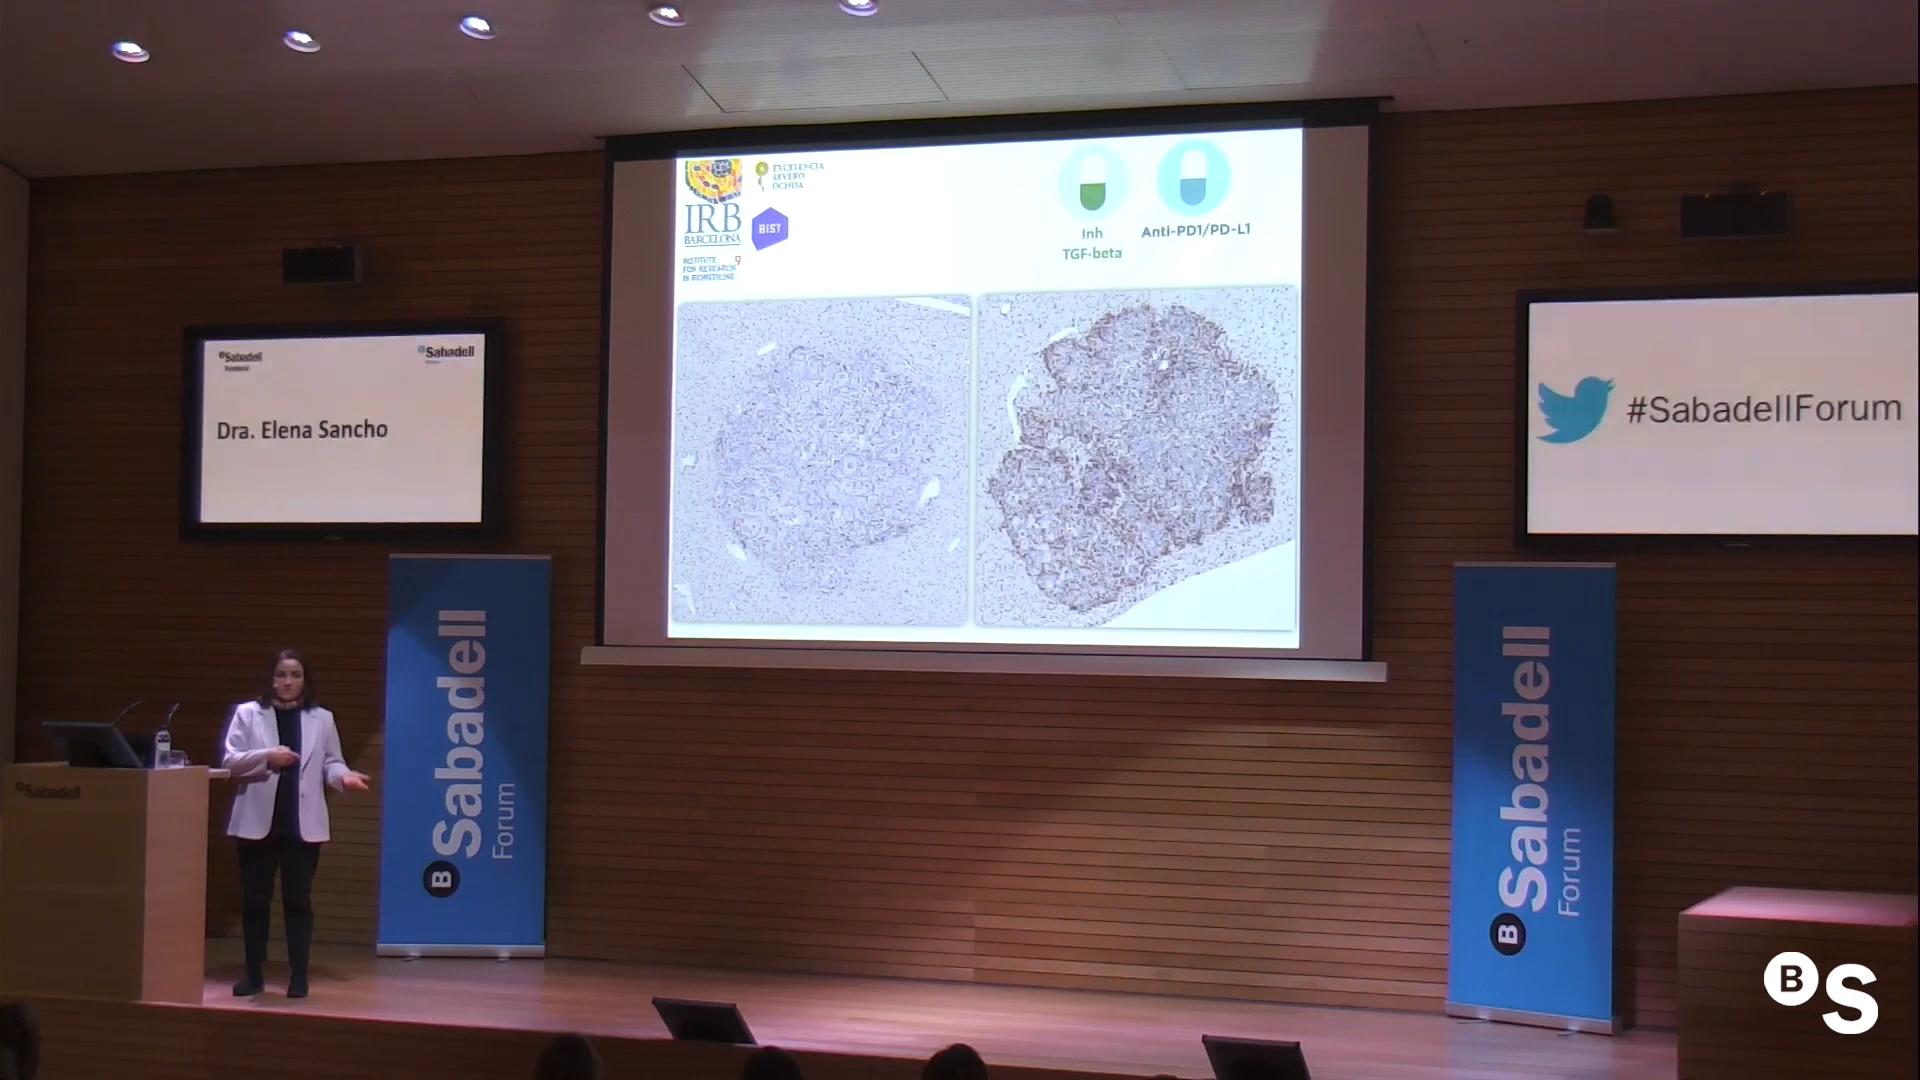 Sabadell
Sabadell
Dra. Elena Sancho
IRB
BARCELONA
INSTITUTE
FOR RESEARCH
IN BIOMEDICINE
EXCELENCIA
SEVERO
OCHOA
BIST
Inh
TGF-beta
Anti-PD1/PD-L1
#SabadellForum
B Sabadell
Forum
B Sabadell
Forum
Sabadell
B S